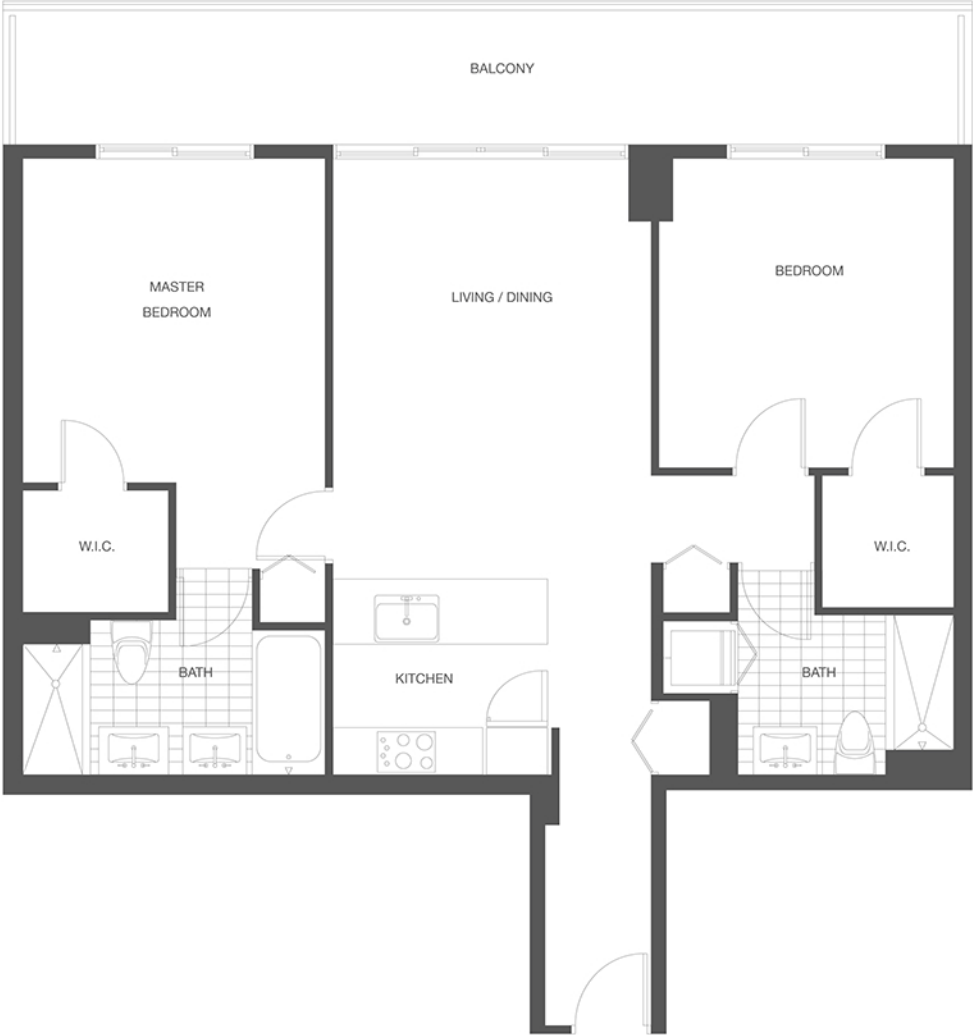 BALCONY
MASTER
BEDROOM
LIVING / DINING
BEDROOM
W.I.C.
W.I.C.
BATH
KITCHEN
BATH